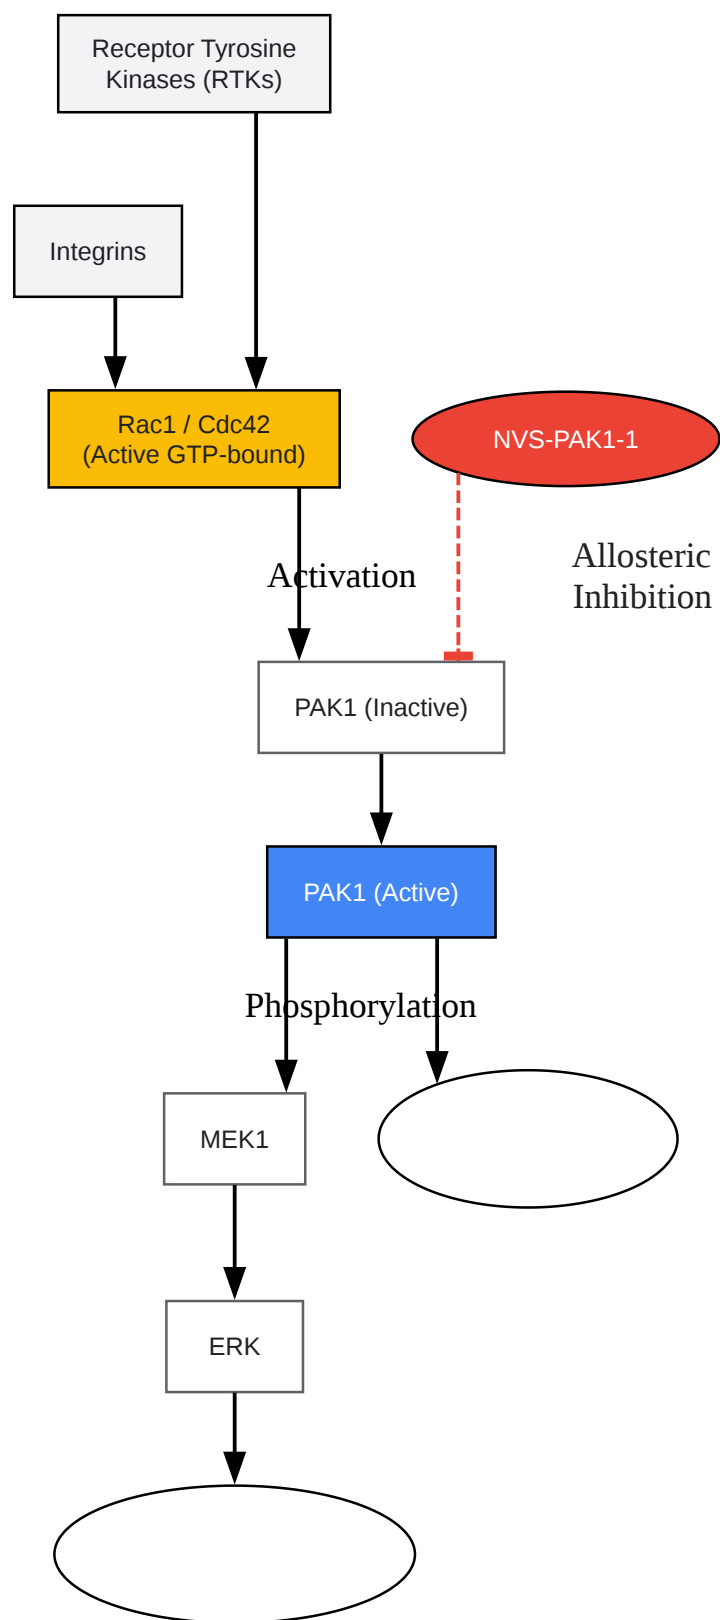 Receptor Tyrosine
Kinases (RTKs)
Integrins
Rac1 / Cdc42
(Active GTP-bound)
NVS-PAK1-1
Allosteric
Inhibition
Activation
PAK1 (Inactive)
PAK1 (Active)
Phosphorylation
MEK1
ERK